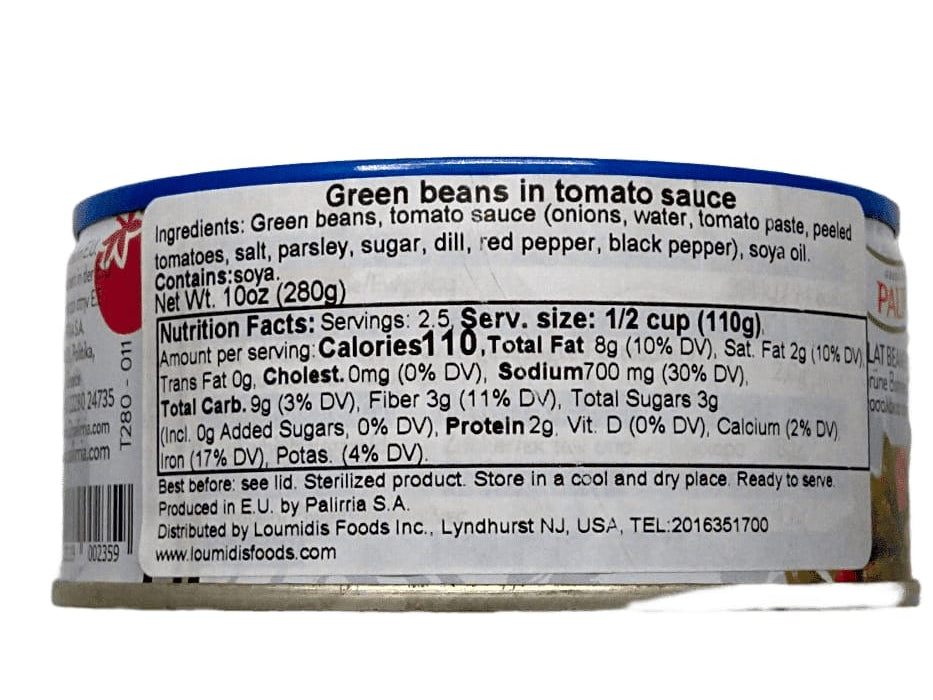 Green beans in tomato sauce
Ingredients: Green beans, tomato sauce (onions, water, tomato paste, peeled
tomatoes, salt, parsley, sugar, dill, red pepper, black pepper), soya oil.
Contains:soya.
Net Wt. 10oz (280g)
Nutrition Facts: Servings: 2.5, Serv. size: 1/2 cup (110g).
Amount per serving: Calories110, Total Fat 8g (10% DV), Sat. Fat 2g (10% DV),
Trans Fat 0g, Cholest. 0mg (0% DV), Sodium700 mg (30% DV),
Total Carb. 9g (3% DV), Fiber 3g (11% DV), Total Sugars 3g
(Incl. 0g Added Sugars, 0% DV), Protein 2g, Vit. D (0% DV), Calcium (2% DV)
Iron (17% DV), Potas. (4% DV).
Best before: see lid. Sterilized product. Store in a cool and dry place. Ready to serve.
Produced in E.U. by Palirria S.A.
Distributed by Loumidis Foods Inc., Lyndhurst NJ, USA, TEL:2016351700
www.loumidisfoods.com
T280 - 011
24735
002359